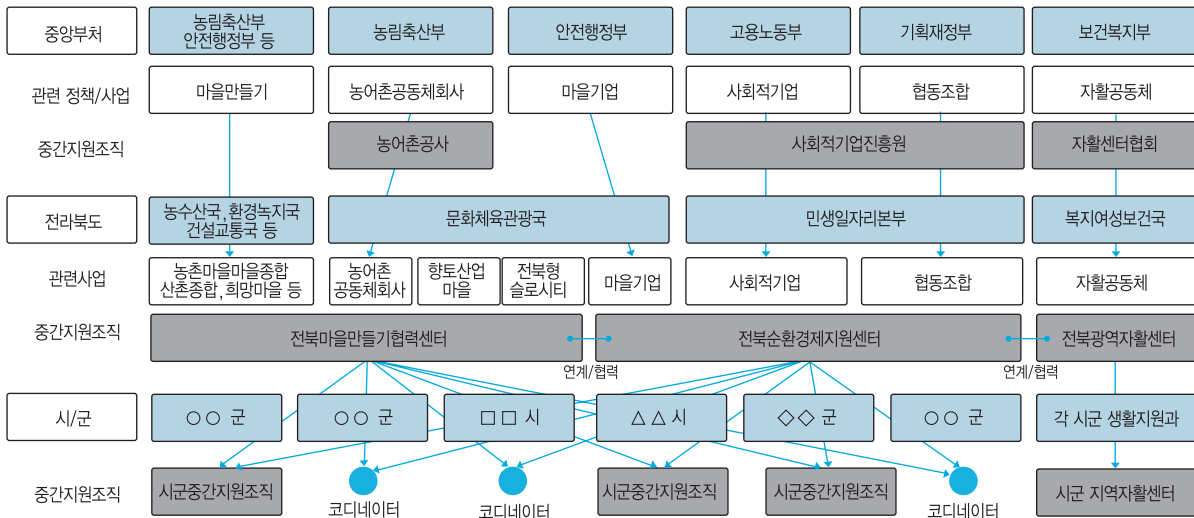 중앙부처
농림축산부
안전행정부 등
농림축산부
안전행정부
고용노동부
기획재정부
보건복지부
관련 정책/사업
마을만들기
농어촌공동체회사
마을기업
사회적기업
협동조합
자활공동체
중간지원조직
농어촌공사
사회적기업진흥원
자활센터협회
전라북도
농수산국, 환경녹지국
건설교통국 등
문화체육관광국
민생일자리본부
복지여성보건국
관련사업
농촌마을마을종합
산촌종합, 희망마을 등
농어촌
공동체회사
향토산업
마을
전북형
슬로시티
마을기업
사회적기업
협동조합
자활공동체
중간지원조직
전북마을만들기협력센터
전북순환경제지원센터
전북광역자활센터
연계/협력
연계/협력
시/군
○○ 군
○○ 군
□□ 시
△△ 시
◇◇ 군
○○ 군
각 시군 생활지원과
중간지원조직
시군중간지원조직
코디네이터
코디네이터
시군중간지원조직
시군중간지원조직
코디네이터
시군 지역자활센터